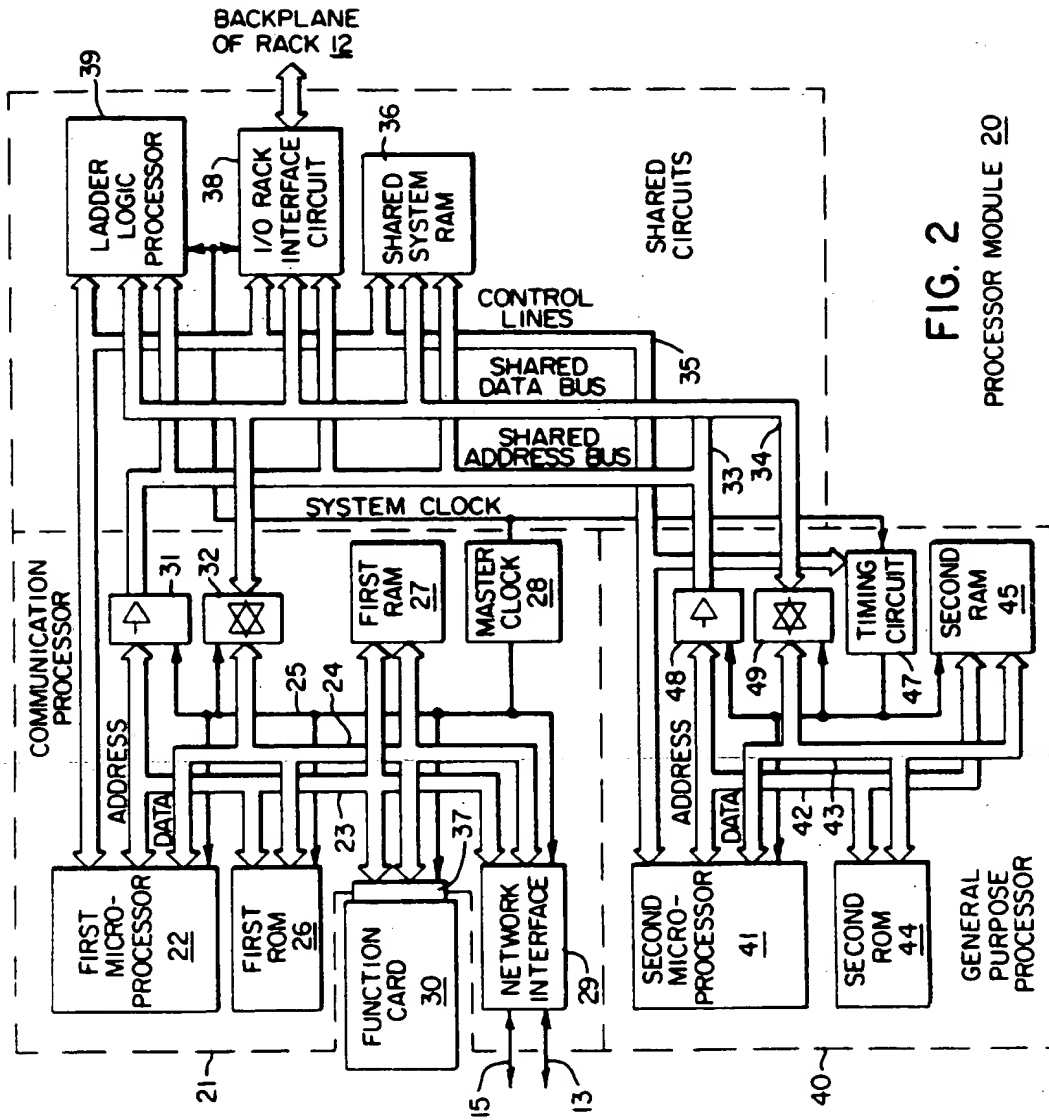 BACKPLANE
OF RACK 12
39
LADDER
LOGIC
PROCESSOR
38
I/O RACK
INTERFACE
CIRCUIT
36
SHARED
SYSTEM
RAM
SHARED
CIRCUITS
CONTROL
LINES
35
SHARED
DATA BUS
SHARED
ADDRESS BUS
33
34
SYSTEM CLOCK
COMMUNICATION
PROCESSOR
31
32
FIRST
RAM
27
MASTER
CLOCK
28
25
24
23
ADDRESS
DATA
FIRST
MICRO-
PROCESSOR
22
FIRST
ROM
26
37
FUNCTION
CARD
30
NETWORK
INTERFACE
29
21
15
13
48
49
TIMING
CIRCUIT
47
SECOND
RAM
45
ADDRESS
DATA
42
43
SECOND
MICRO-
PROCESSOR
41
SECOND
ROM
44
GENERAL
PURPOSE
PROCESSOR
40
FIG. 2
PROCESSOR MODULE 20